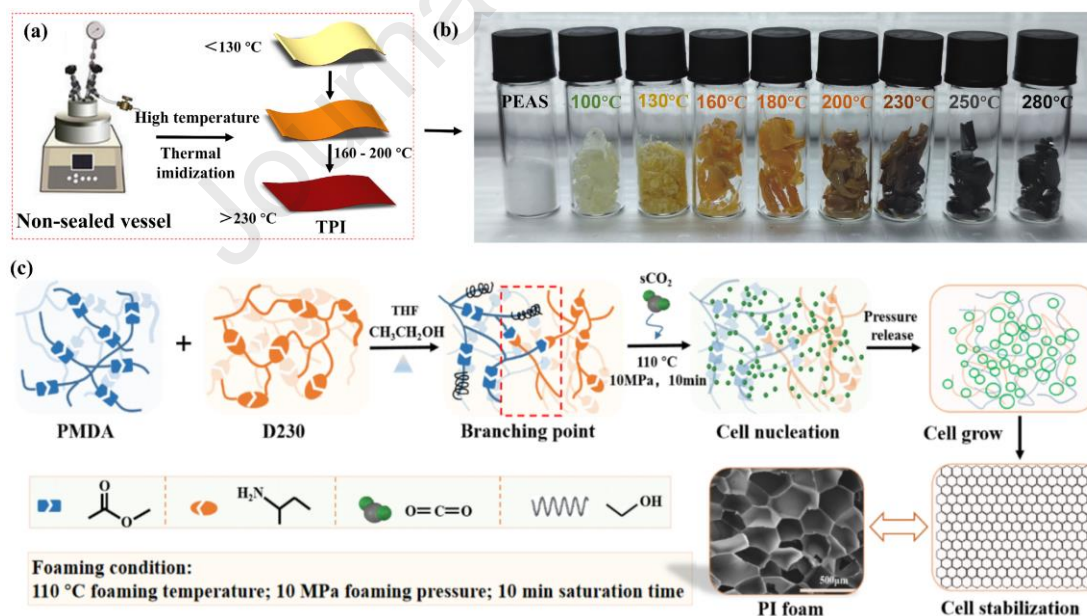 (a)
<130 °C
High temperature
Thermal
imidization
160 - 200 °C
Non-sealed vessel
>230 °C
TPI
(b)
PEAS
100°C
130°C
160°C
180°C
200°C
230°C
250°C
280°C
Journa
(c)
THF
CH₃CH₂OH
sCO₂
110 °C
10MPa, 10min
Pressure
release
PMDA
+
D230
Branching point
Cell nucleation
Cell grow
O
O
H₂N
O=C=O
OH
Foaming condition:
110 °C foaming temperature; 10 MPa foaming pressure; 10 min saturation time
500μm
PI foam
Cell stabilization